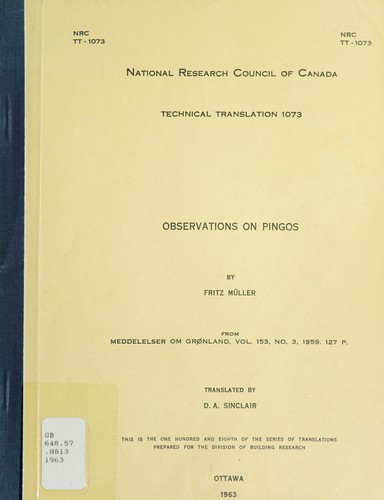 NRC
TT - 1073
NRC
TT - 1073
NATIONAL RESEARCH COUNCIL OF CANADA
TECHNICAL TRANSLATION 1073
OBSERVATIONS ON PINGOS
BY
FRITZ MÜLLER
FROM
MEDDELELSER OM GRØNLAND, VOL. 153, NO. 3, 1959. 127 P.
TRANSLATED BY
D. A. SINCLAIR
THIS IS THE ONE HUNDRED AND EIGHTH OF THE SERIES OF TRANSLATIONS
PREPARED FOR THE DIVISION OF BUILDING RESEARCH
GB
648.57
.M813
1963
OTTAWA
1963